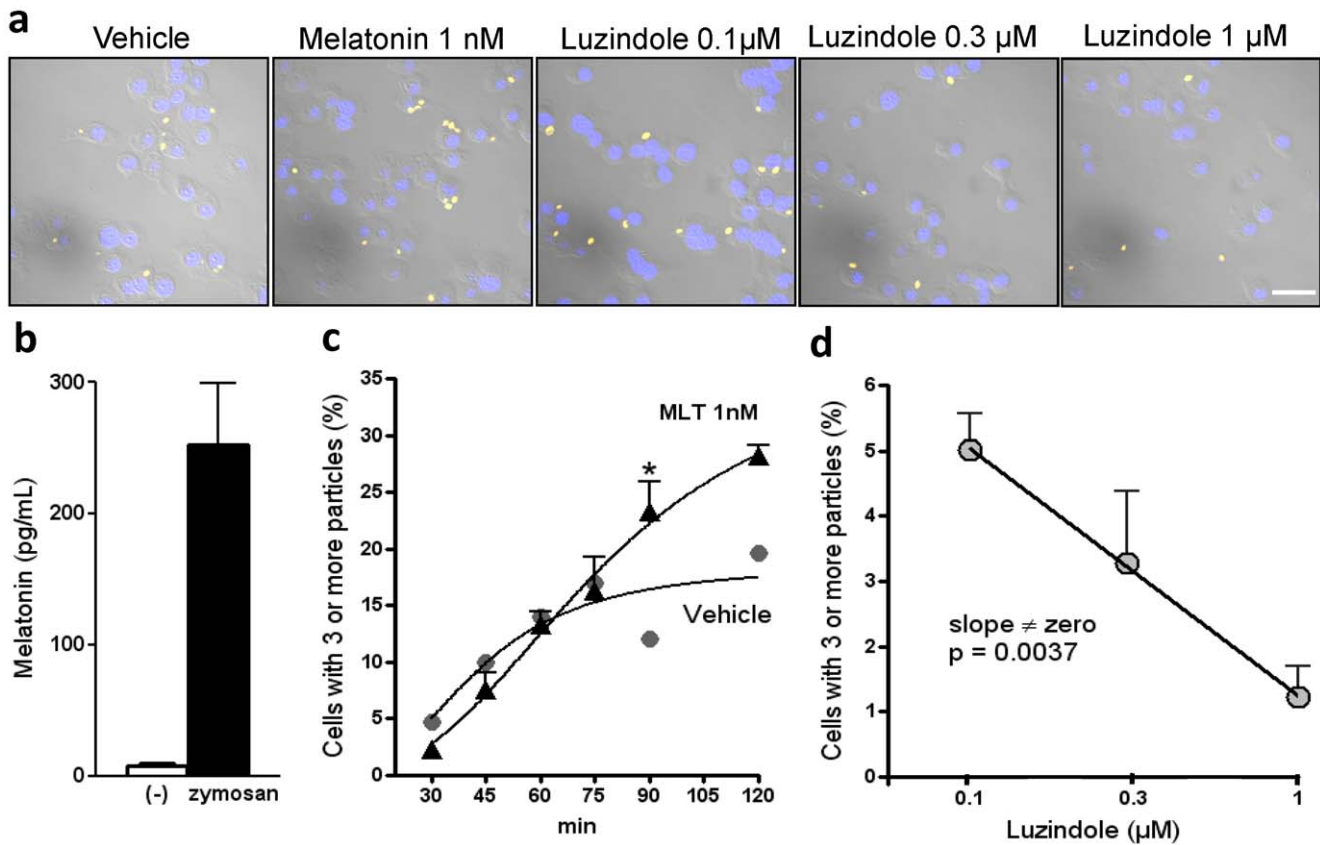 a
Vehicle
Melatonin 1 nM
Luzindole 0.1µM
Luzindole 0.3 µM
Luzindole 1 µM
b
Melatonin (pg/mL)
300
200
100
0
(-)
zymosan
c
Cells with 3 or more particles (%)
35
30
25
20
15
10
5
0
MLT 1nM
*
Vehicle
30 45 60 75 90 105 120
min
d
Cells with 3 or more particles (%)
6
5
4
3
2
1
0
slope ≠ zero
p = 0.0037
0.1 0.3 1
Luzindole (µM)